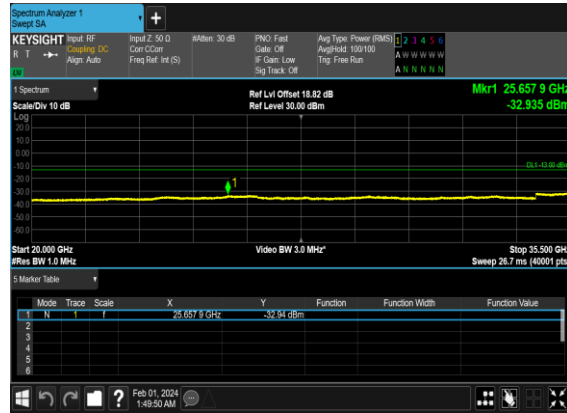 Spectrum Analyzer 1
Swept SA
+
KEYSIGHT Input: RF Input Z: 50 Ω #Atten: 30 dB PNO: Fast Avg Type: Power (RMS) 1 2 3 4 5 6
R T Coupling: DC Corr CCorr Gate: Off Avg|Hold: 100/100 A W W W W W
Align: Auto Freq Ref: Int (S) IF Gain: Low Trig: Free Run
Sig Track: Off A N N N N N
LXI
1 Spectrum Ref Lvl Offset 18.82 dB Mkr1 25.657 9 GHz
Scale/Div 10 dB Ref Level 30.00 dBm -32.935 dBm
Log
20.0
10.0
0.00
-10.0 DL1 -13.00 dBm
-20.0
-30.0 1
-40.0
-50.0
-60.0
Start 20.000 GHz Video BW 3.0 MHz* Stop 35.500 GHz
#Res BW 1.0 MHz Sweep 26.7 ms (40001 pts)
5 Marker Table
Mode Trace Scale X Y Function Function Width Function Value
1 N 1 f 25.657 9 GHz -32.94 dBm
2
3
4
5
6
? Feb 01, 2024
1:49:50 AM